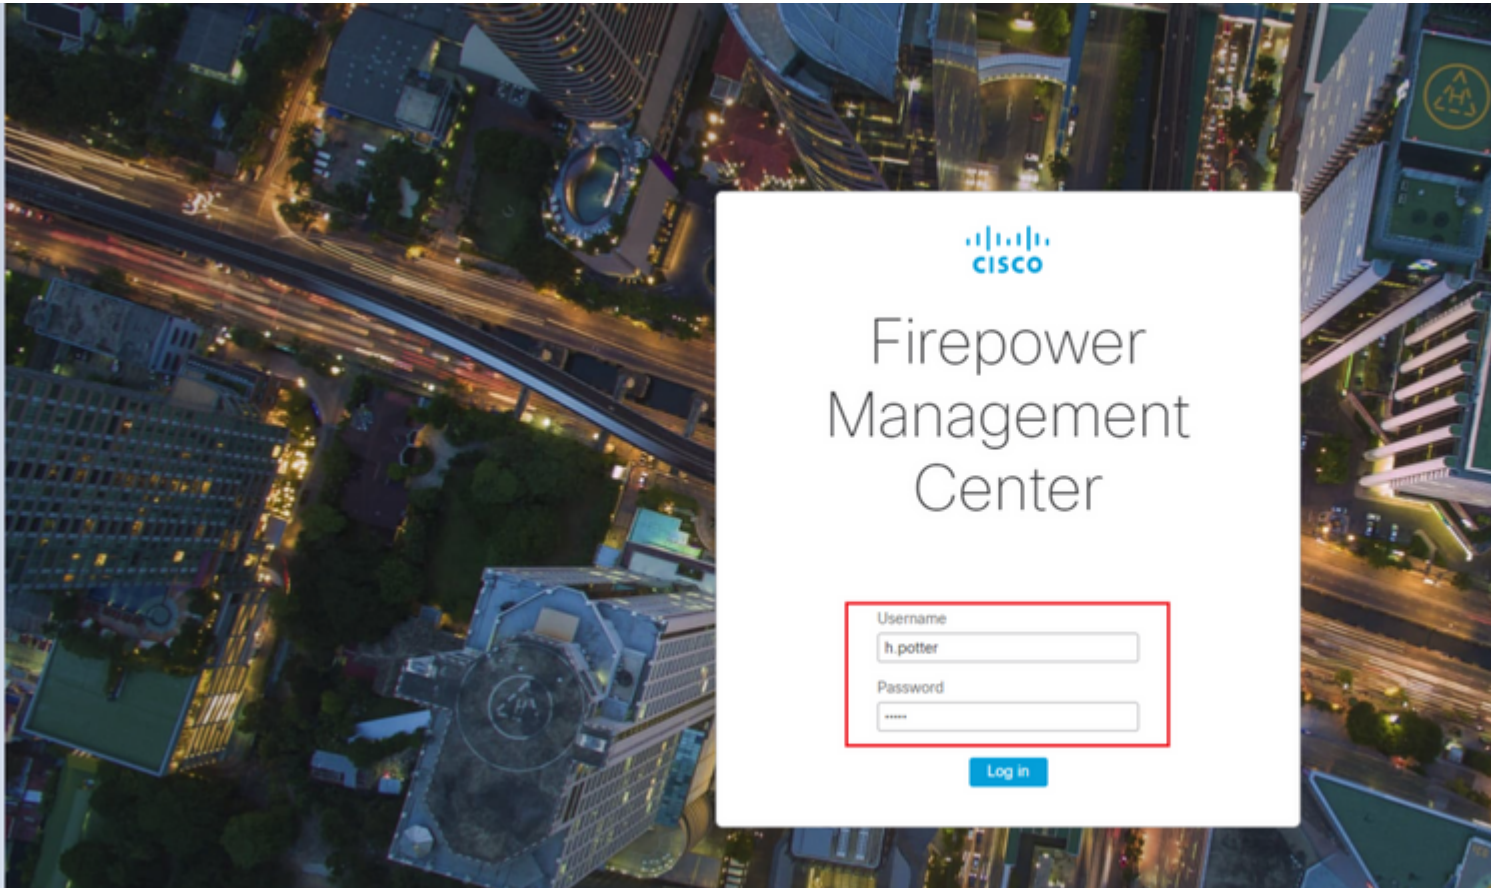 CISCO
Firepower
Management
Center
Username
h.potter
Password
.....
Log in